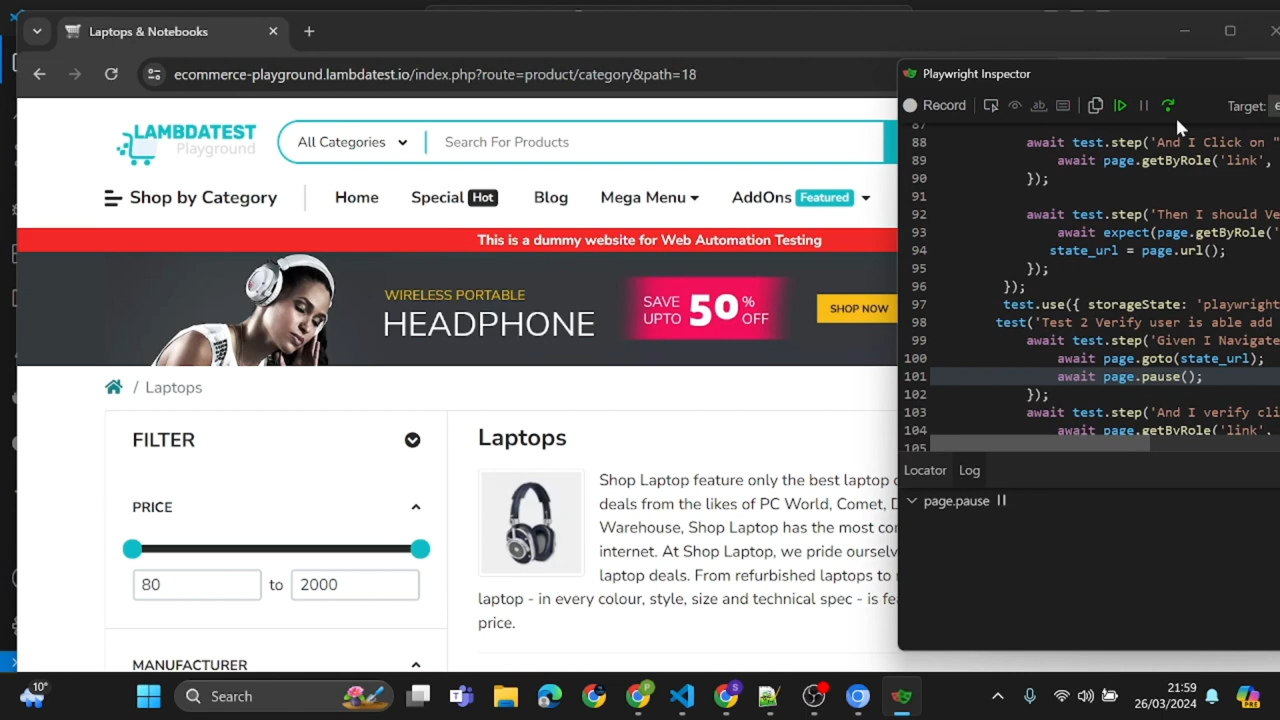 Laptops & Notebooks
ecommerce-playground.lambdatest.io/index.php?route=product/category&path=18
LAMBDATEST
Playground
All Categories
Search For Products
Shop by Category
Home
Special Hot
Blog
Mega Menu
AddOns Featured
This is a dummy website for Web Automation Testing
WIRELESS PORTABLE
HEADPHONE
SAVE
UPTO
50
%
OFF
SHOP NOW
/ Laptops
FILTER
PRICE
80 to 2000
MANUFACTURER
Laptops
Shop Laptop feature only the best laptop
deals from the likes of PC World, Comet,
Warehouse, Shop Laptop has the most
internet. At Shop Laptop, we pride
laptop deals. From refurbished laptops to
laptop - in every colour, style, size and technical spec - is
price.
Playwright Inspector
Record
Target:
87
88 await test.step('And I Click on "
89 await page.getByRole('link',
90 });
91
92 await test.step('Then I should
93 await expect(page.getByRole('
94 state_url = page.url();
95 });
96 });
97 test.use({ storageState: 'playwright
98 test('Test 2 Verify user is able add
99 await test.step('Given I Navigate
100 await page.goto(state_url);
101 await page.pause();
102 });
103 await test.step('And I verify
104 await page.getByRole('link',
105
Locator Log
page.pause
10°
Search
21:59
26/03/2024